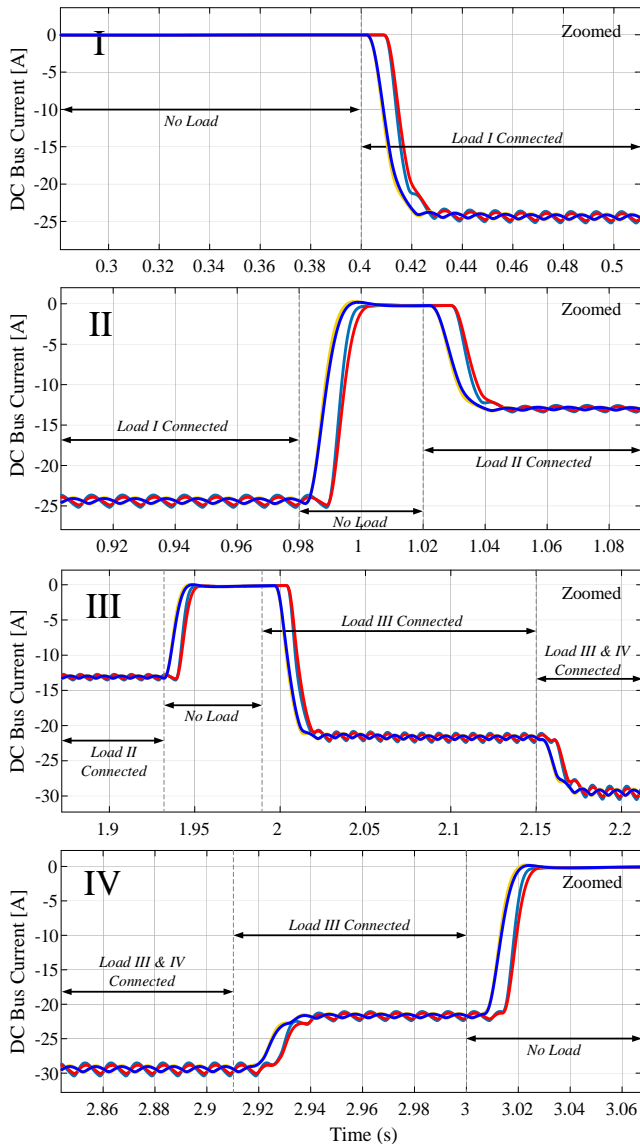 I
Zoomed
DC Bus Current [A]
0
-5
-10
-15
-20
-25
No Load
Load I Connected
0.3 0.32 0.34 0.36 0.38 0.4 0.42 0.44 0.46 0.48 0.5
II
Zoomed
DC Bus Current [A]
0
-5
-10
-15
-20
-25
Load I Connected
Load II Connected
No Load
0.92 0.94 0.96 0.98 1 1.02 1.04 1.06 1.08
III
Zoomed
DC Bus Current [A]
0
-5
-10
-15
-20
-25
-30
Load III Connected
Load III & IV
Connected
No Load
Load II
Connected
1.9 1.95 2 2.05 2.1 2.15 2.2
IV
Zoomed
DC Bus Current [A]
0
-5
-10
-15
-20
-25
-30
Load III Connected
Load III & IV
Connected
No Load
2.86 2.88 2.9 2.92 2.94 2.96 2.98 3 3.02 3.04 3.06
Time (s)